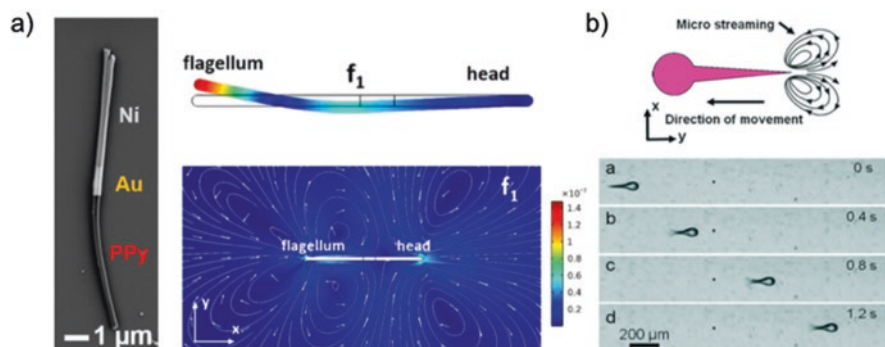 a)
Ni
Au
PPy
1 µm
flagellum
f₁
head
f₁
flagellum
head
y
x
×10⁻⁷
1.4
1.2
1
0.8
0.6
0.4
0.2
b)
Micro streaming
Direction of movement
x
y
a
0 s
b
0.4 s
c
0.8 s
d
1.2 s
200 µm